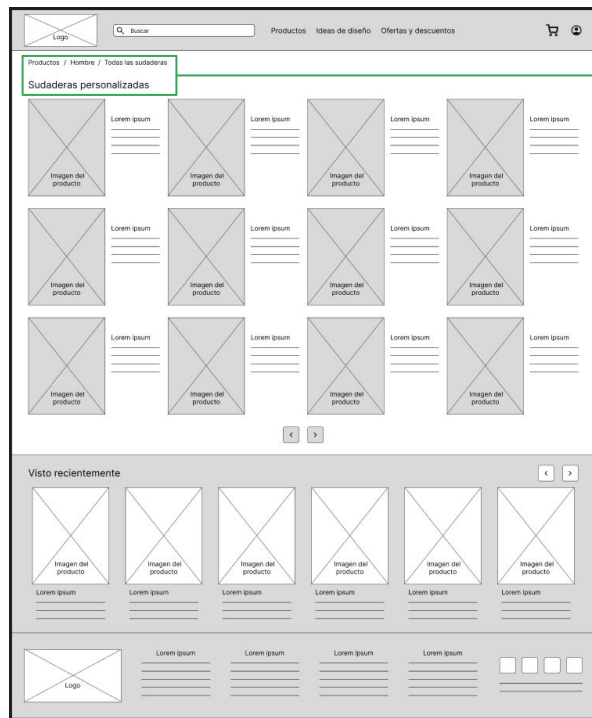 Logo
Buscar
Productos Ideas de diseño Ofertas y descuentos
Productos / Hombre / Todas las sudaderas
Sudaderas personalizadas
Lorem ipsum Lorem ipsum Lorem ipsum Lorem ipsum
Imagen del producto Imagen del producto Imagen del producto Imagen del producto
Lorem ipsum Lorem ipsum Lorem ipsum Lorem ipsum
Imagen del producto Imagen del producto Imagen del producto Imagen del producto
Lorem ipsum Lorem ipsum Lorem ipsum Lorem ipsum
Imagen del producto Imagen del producto Imagen del producto Imagen del producto
Visto recientemente
Imagen del producto Imagen del producto Imagen del producto Imagen del producto Imagen del producto Imagen del producto
Lorem ipsum Lorem ipsum Lorem ipsum Lorem ipsum Lorem ipsum Lorem ipsum
Lorem ipsum Lorem ipsum Lorem ipsum Lorem ipsum
Logo